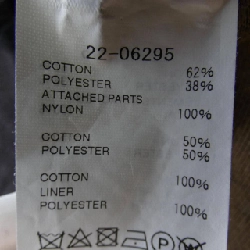 22-06295
COTTON 62%
POLYESTER 38%
ATTACHED PARTS
NYLON 100%
COTTON 50%
POLYESTER 50%
COTTON 100%
LINER
POLYESTER 100%